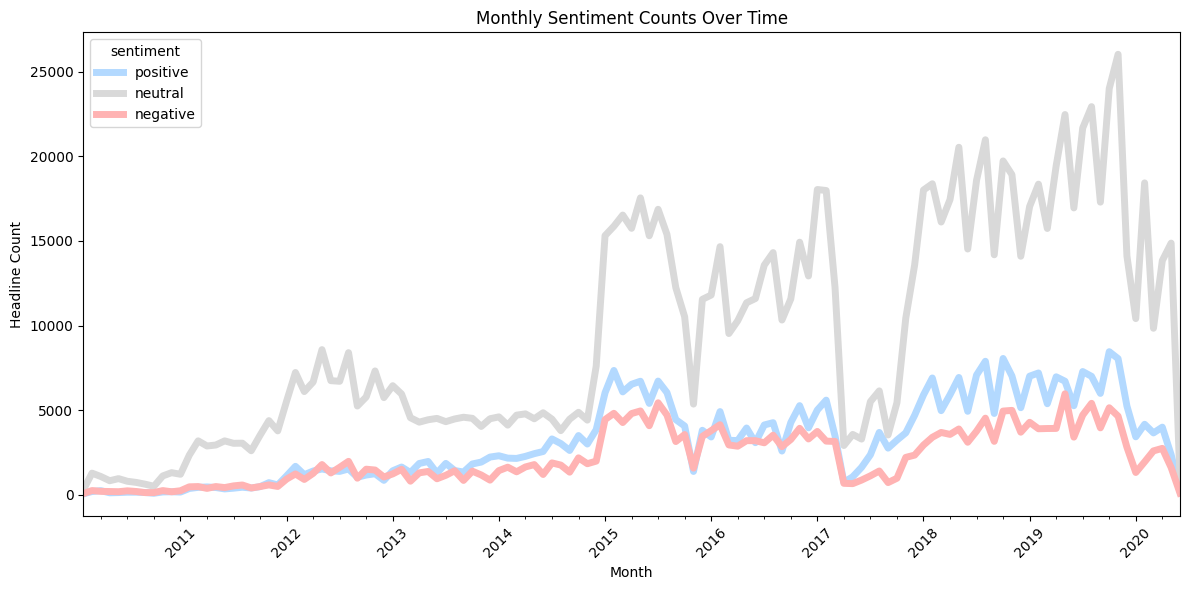 Monthly Sentiment Counts Over Time
sentiment
positive
neutral
negative
25000
20000
15000
10000
5000
0
Headline Count
2011
2012
2013
2014
2015
2016
2017
2018
2019
2020
Month